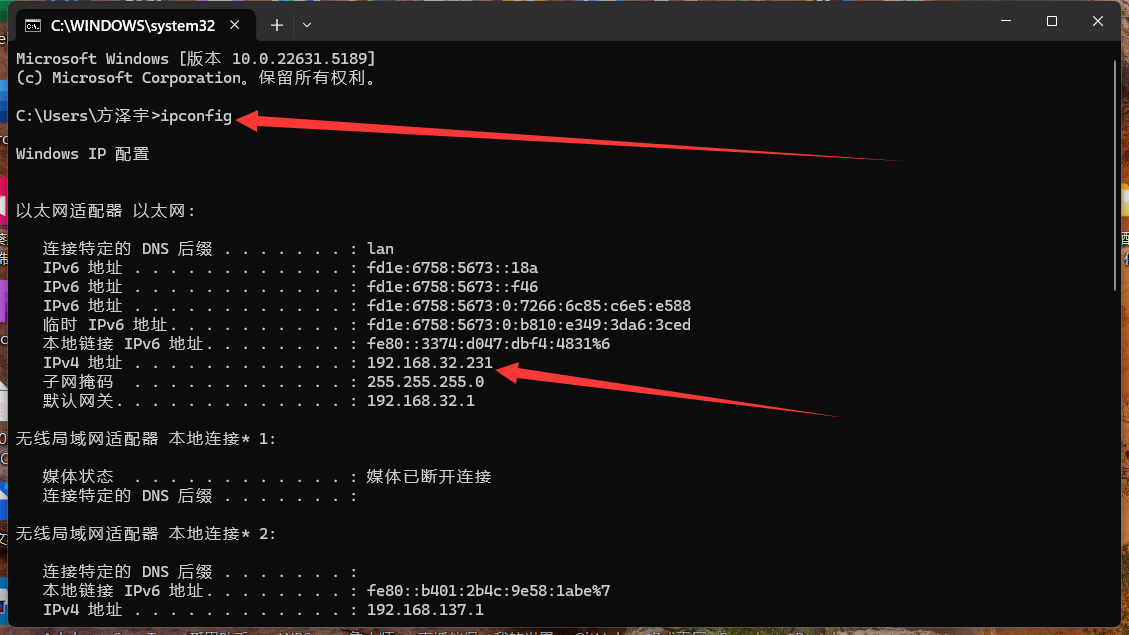 C:\WINDOWS\system32
Microsoft Windows [版本 10.0.22631.5189]
(c) Microsoft Corporation。保留所有权利。
C:\Users\方泽宇>ipconfig
Windows IP 配置
以太网适配器 以太网:
连接特定的 DNS 后缀 . . . . . . . : lan
IPv6 地址 . . . . . . . . . . . . : fd1e:6758:5673::18a
IPv6 地址 . . . . . . . . . . . . : fd1e:6758:5673::f46
IPv6 地址 . . . . . . . . . . . . : fd1e:6758:5673:0:7266:6c85:c6e5:e588
临时 IPv6 地址. . . . . . . . . . : fd1e:6758:5673:0:b810:e349:3da6:3ced
本地链接 IPv6 地址. . . . . . . . : fe80::3374:d047:dbf4:4831%6
IPv4 地址 . . . . . . . . . . . . : 192.168.32.231
子网掩码  . . . . . . . . . . . . : 255.255.255.0
默认网关. . . . . . . . . . . . . : 192.168.32.1
无线局域网适配器 本地连接* 1:
媒体状态  . . . . . . . . . . . . : 媒体已断开连接
连接特定的 DNS 后缀 . . . . . . . :
无线局域网适配器 本地连接* 2:
连接特定的 DNS 后缀 . . . . . . . :
本地链接 IPv6 地址. . . . . . . . : fe80::b401:2b4c:9e58:1abe%7
IPv4 地址 . . . . . . . . . . . . : 192.168.137.1